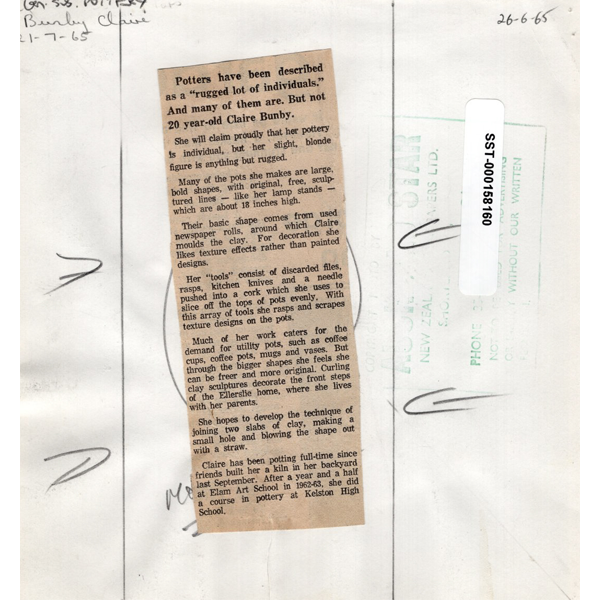 Bunby Claire
21-7-65
26-6-65
Potters have been described
as a "rugged lot of individuals."
And many of them are. But not
20 year-old Claire Bunby.
She will claim proudly that her pottery
is individual, but her slight, blonde
figure is anything but rugged.
Many of the pots she makes are large,
bold shapes, with original, free, sculp-
tured lines — like her lamp stands —
which are about 18 inches high.
Their basic shape comes from used
newspaper rolls, around which Claire
moulds the clay. For decoration she
likes texture effects rather than painted
designs.
Her "tools" consist of discarded files,
rasps, kitchen knives and a needle
pushed into a cork which she uses to
slice off the tops of pots evenly. With
this array of tools she rasps and scrapes
texture designs on the pots.
Much of her work caters for the
demand for utility pots, such as coffee
cups, coffee pots, mugs and vases. But
through the bigger shapes she feels she
can be freer and more original. Curling
clay sculptures decorate the front steps
of the Ellerslie home, where she lives
with her parents.
She hopes to develop the technique of
joining two slabs of clay, making a
small hole and blowing the shape out
with a straw.
Claire has been potting full-time since
friends built her a kiln in her backyard
last September. After a year and a half
at Elam Art School in 1962-63, she did
a course in pottery at Kelston High
School.
SST-000158160
STAR
LTD.
NEW ZEAL
SHOR
PHONE
NOT
ADVERTISING
WITHOUT OUR WRITTEN